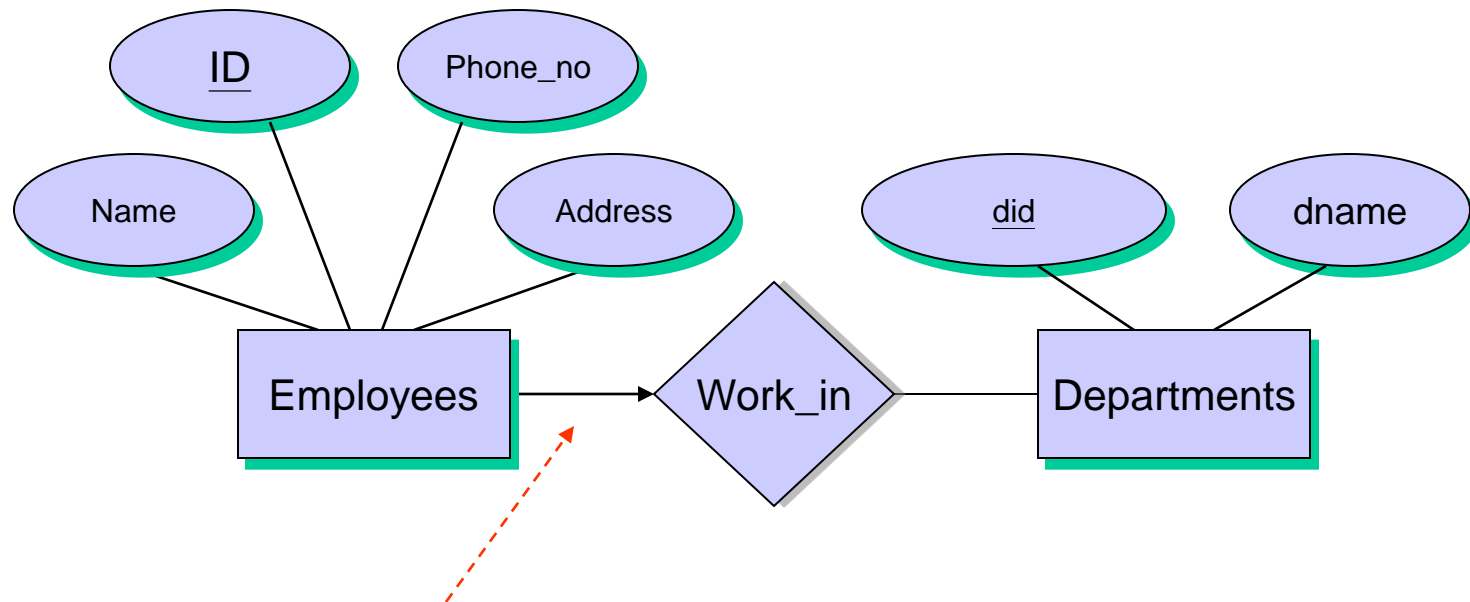 ID
Phone_no
Name
Address
did
dname
Employees
Work_in
Departments